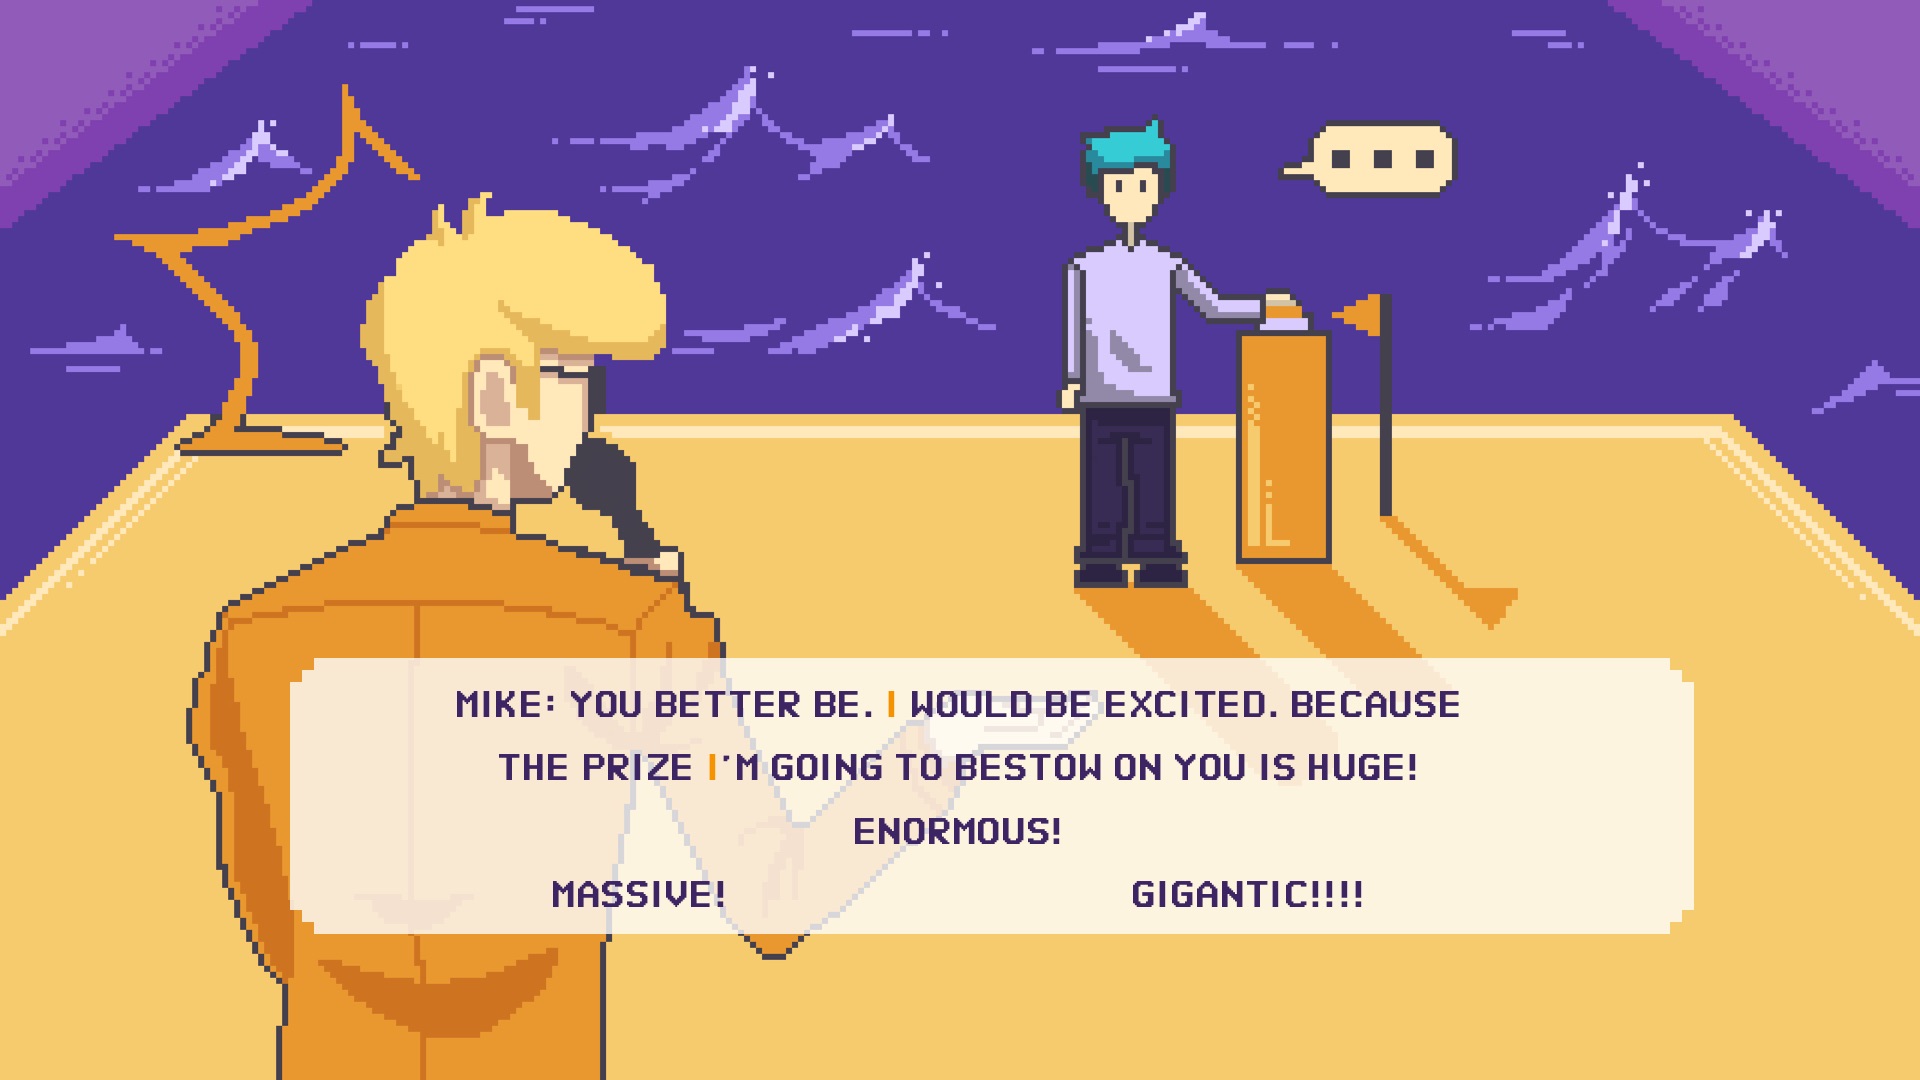 MIKE: YOU BETTER BE. I WOULD BE EXCITED. BECAUSE
THE PRIZE I'M GOING TO BESTOW ON YOU IS HUGE!
ENORMOUS!
MASSIVE! GIGANTIC!!!!